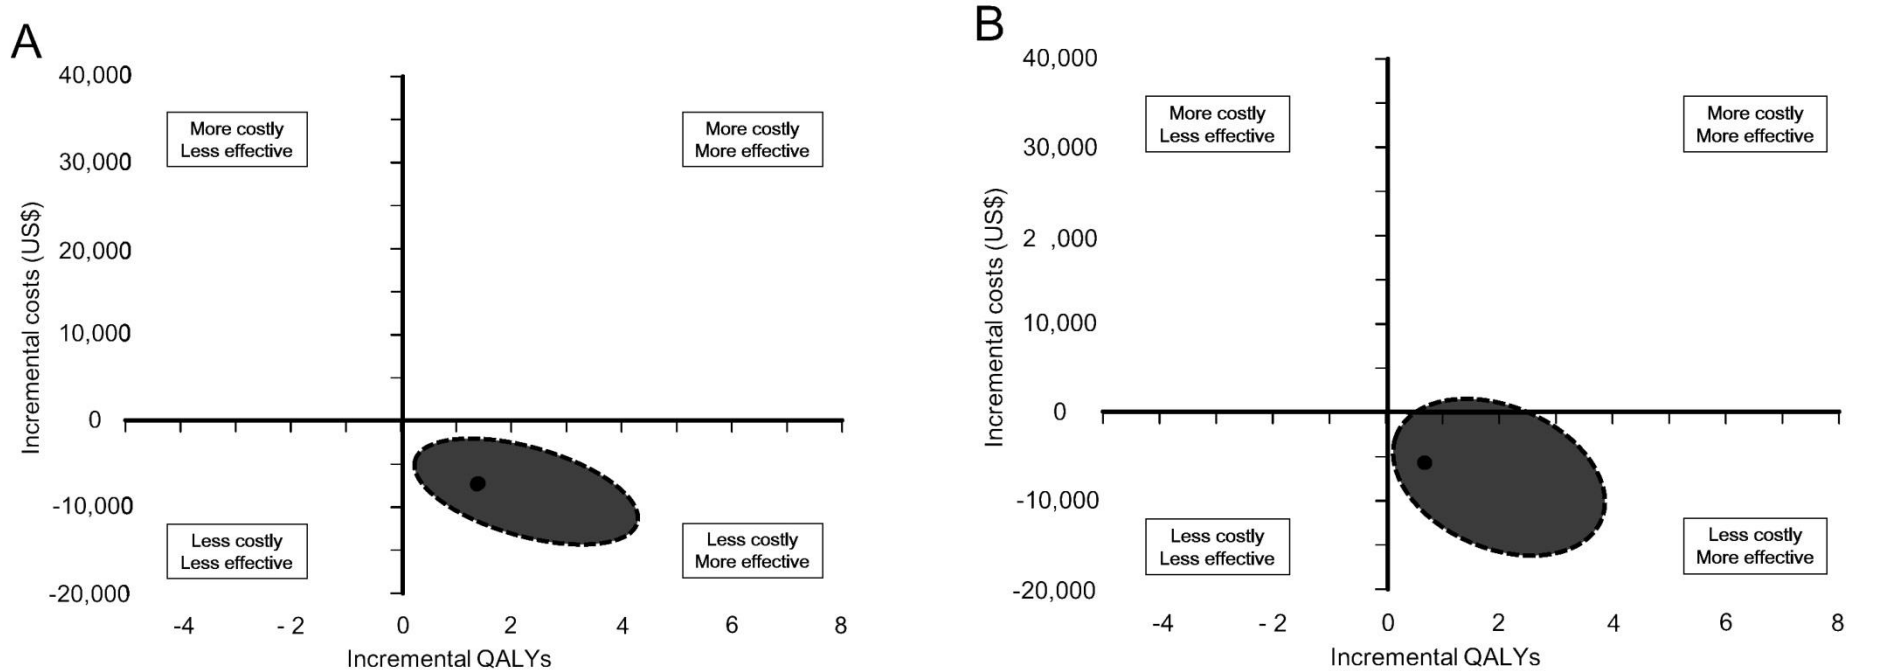 A
40,000
30,000
20,000
10,000
0
-10,000
-20,000
Incremental costs (US$)
More costly
Less effective
More costly
More effective
Less costly
Less effective
Less costly
More effective
-4
- 2
0
2
4
6
8
Incremental QALYs
B
40,000
30,000
2 ,000
10,000
0
-10,000
-20,000
Incremental costs (US$)
More costly
Less effective
More costly
More effective
Less costly
Less effective
Less costly
More effective
-4
- 2
0
2
4
6
8
Incremental QALYs